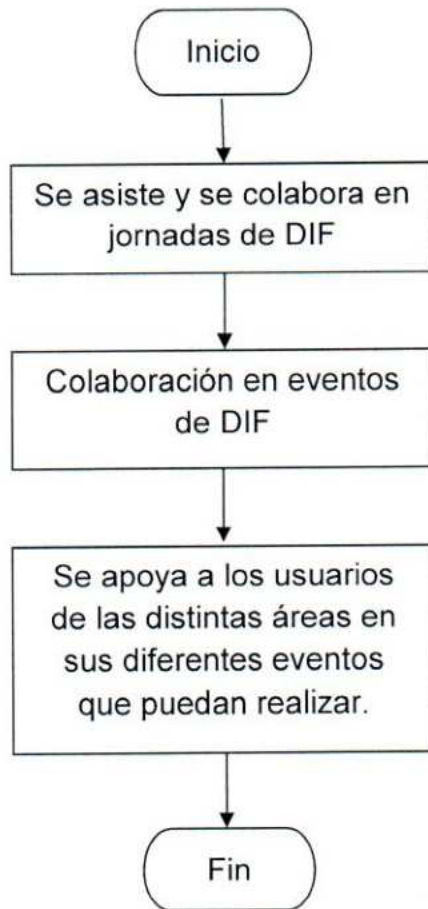 Inicio
Se asiste y se colabora en
jornadas de DIF
Colaboración en eventos
de DIF
Se apoya a los usuarios
de las distintas áreas en
sus diferentes eventos
que puedan realizar.
Fin